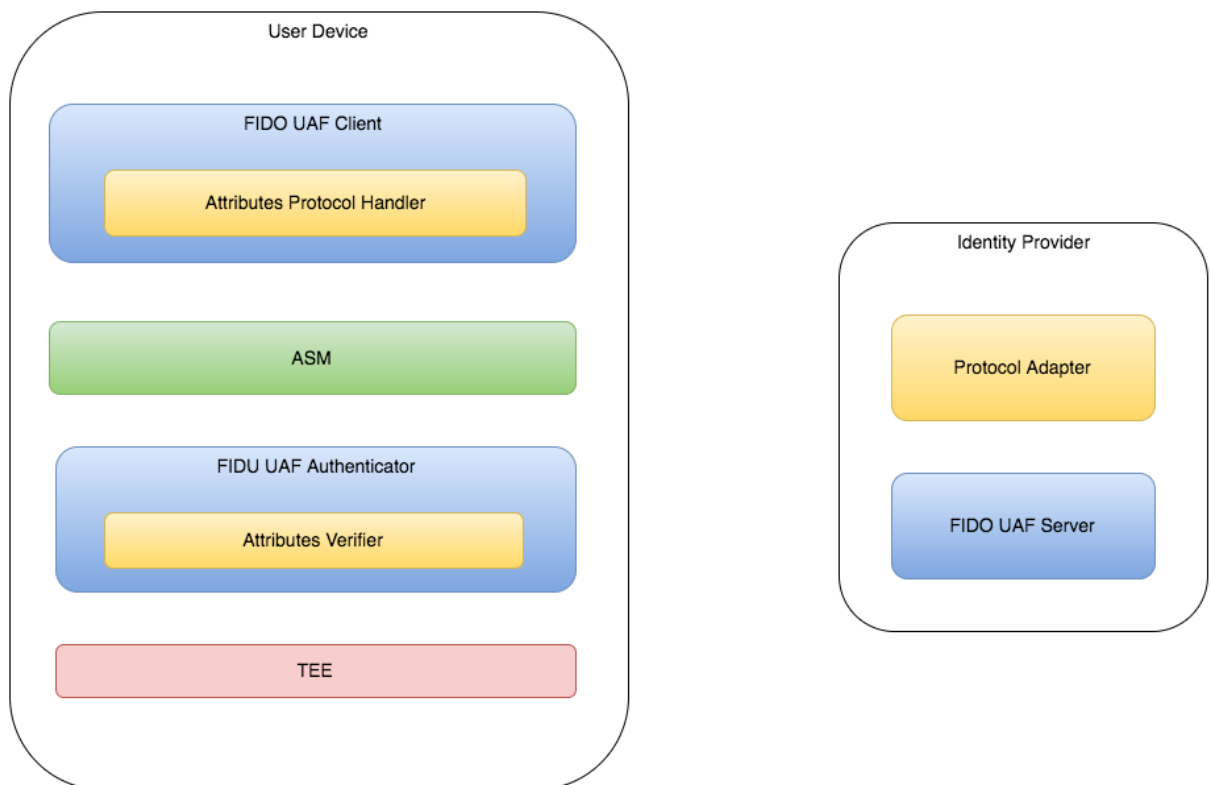 User Device
FIDO UAF Client
Attributes Protocol Handler
ASM
FIDU UAF Authenticator
Attributes Verifier
TEE
Identity Provider
Protocol Adapter
FIDO UAF Server